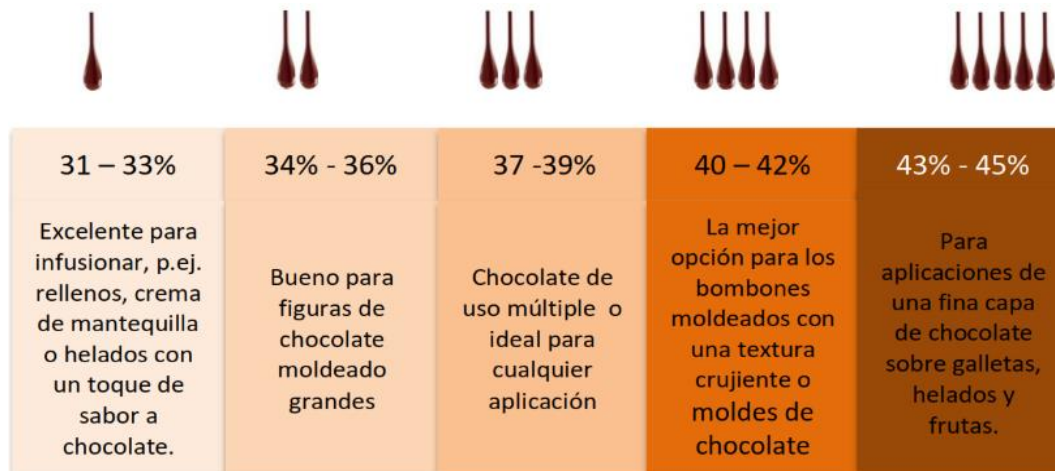 31 – 33%
Excelente para
infusionar, p.ej.
rellenos, crema
de mantequilla
o helados con
un toque de
sabor a
chocolate.
34% - 36%
Bueno para
figuras de
chocolate
moldeado
grandes
37 -39%
Chocolate de
uso múltiple o
ideal para
cualquier
aplicación
40 – 42%
La mejor
opción para los
bombones
moldeados con
una textura
crujiente o
moldes de
chocolate
43% - 45%
Para
aplicaciones de
una fina capa
de chocolate
sobre galletas,
helados y
frutas.